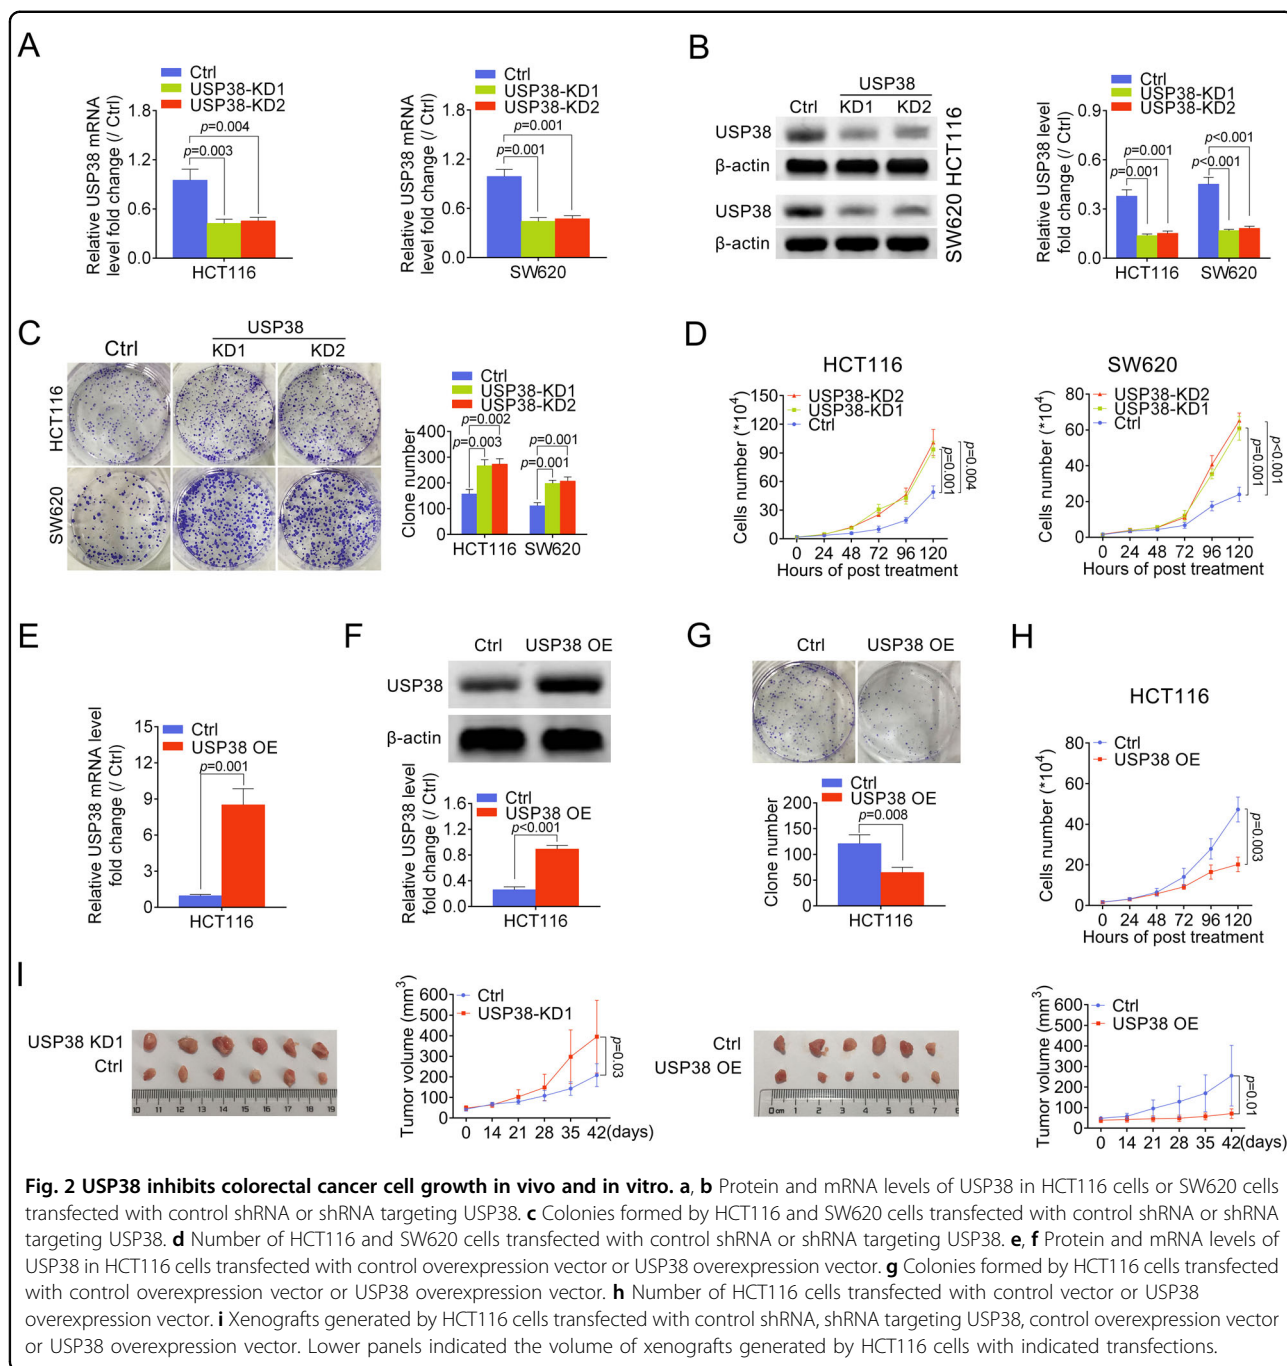 A
Ctrl
USP38-KD1
USP38-KD2
Relative USP38 mRNA
level fold change (/ Ctrl)
1.8
1.2
0.6
0.0
p=0.004
p=0.003
HCT116
Ctrl
USP38-KD1
USP38-KD2
Relative USP38 mRNA
level fold change (/ Ctrl)
1.8
1.2
0.6
0.0
p=0.001
p=0.001
SW620
B
USP38
Ctrl KD1 KD2
USP38
β-actin
HCT116
USP38
β-actin
SW620
Ctrl
USP38-KD1
USP38-KD2
Relative USP38 level
fold change (/ Ctrl)
0.9
0.6
0.3
0.0
p<0.001
p=0.001
p<0.001
p=0.001
HCT116 SW620
C
USP38
Ctrl KD1 KD2
HCT116
SW620
Ctrl
USP38-KD1
USP38-KD2
Clone number
400
300
200
100
0
p=0.002
p=0.003
p=0.001
p=0.001
HCT116 SW620
D
HCT116
USP38-KD2
USP38-KD1
Ctrl
Cells number (*10⁴)
150
120
90
60
30
0
p=0.001
p=0.004
0 24 48 72 96 120
Hours of post treatment
SW620
USP38-KD2
USP38-KD1
Ctrl
Cells number (*10⁴)
80
60
40
20
0
p=0.001
p<0.001
0 24 48 72 96 120
Hours of post treatment
E
Ctrl
USP38 OE
Relative USP38 mRNA level
fold change (/ Ctrl)
15
12
9
6
3
0
p=0.001
HCT116
F
Ctrl USP38 OE
USP38
β-actin
Ctrl
USP38 OE
Relative USP38 level
fold change (/ Ctrl)
1.6
1.2
0.8
0.4
0.0
p<0.001
HCT116
G
Ctrl USP38 OE
Ctrl
USP38 OE
Clone number
200
150
100
50
0
p=0.008
HCT116
H
HCT116
Ctrl
USP38 OE
Cells number (*10⁴)
80
60
40
20
0
p=0.003
0 24 48 72 96 120
Hours of post treatment
I
USP38 KD1
Ctrl
10 11 12 13 14 15 16 17 18 19
Ctrl
USP38-KD1
Tumor volume (mm³)
600
500
400
300
200
100
0
p=0.03
0 14 21 28 35 42(days)
Ctrl
USP38 OE
0cm 1 2 3 4 5 6 7 8
Ctrl
USP38 OE
Tumor volume (mm³)
600
500
400
300
200
100
0
p=0.01
0 14 21 28 35 42(days)
Fig. 2 USP38 inhibits colorectal cancer cell growth in vivo and in vitro. a, b Protein and mRNA levels of USP38 in HCT116 cells or SW620 cells
transfected with control shRNA or shRNA targeting USP38. c Colonies formed by HCT116 and SW620 cells transfected with control shRNA or shRNA
targeting USP38. d Number of HCT116 and SW620 cells transfected with control shRNA or shRNA targeting USP38. e, f Protein and mRNA levels of
USP38 in HCT116 cells transfected with control overexpression vector or USP38 overexpression vector. g Colonies formed by HCT116 cells transfected
with control overexpression vector or USP38 overexpression vector. h Number of HCT116 cells transfected with control vector or USP38
overexpression vector. i Xenografts generated by HCT116 cells transfected with control shRNA, shRNA targeting USP38, control overexpression vector
or USP38 overexpression vector. Lower panels indicated the volume of xenografts generated by HCT116 cells with indicated transfections.